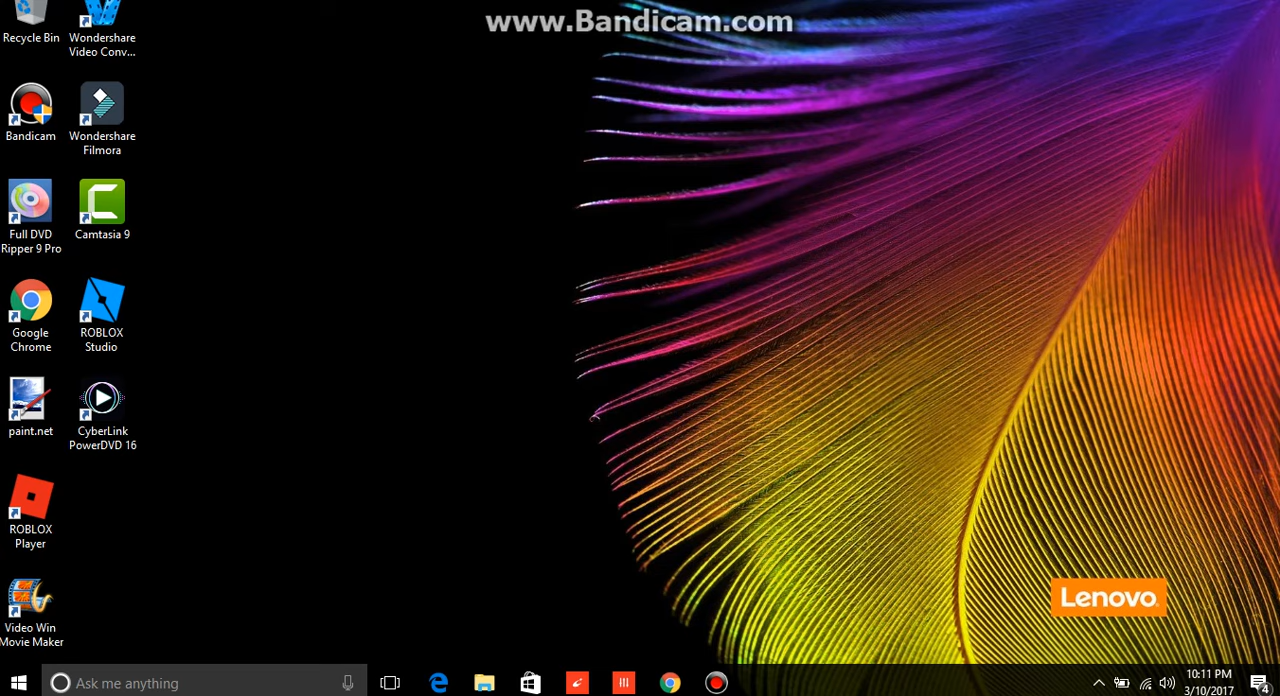 www.Bandicam.com
Recycle Bin
Wondershare
Video Conv...
Bandicam
Wondershare
Filmora
Full DVD
Ripper 9 Pro
Camtasia 9
Google
Chrome
ROBLOX
Studio
paint.net
CyberLink
PowerDVD 16
ROBLOX
Player
Video Win
Movie Maker
Lenovo
Ask me anything
10:11 PM
3/10/2017
4